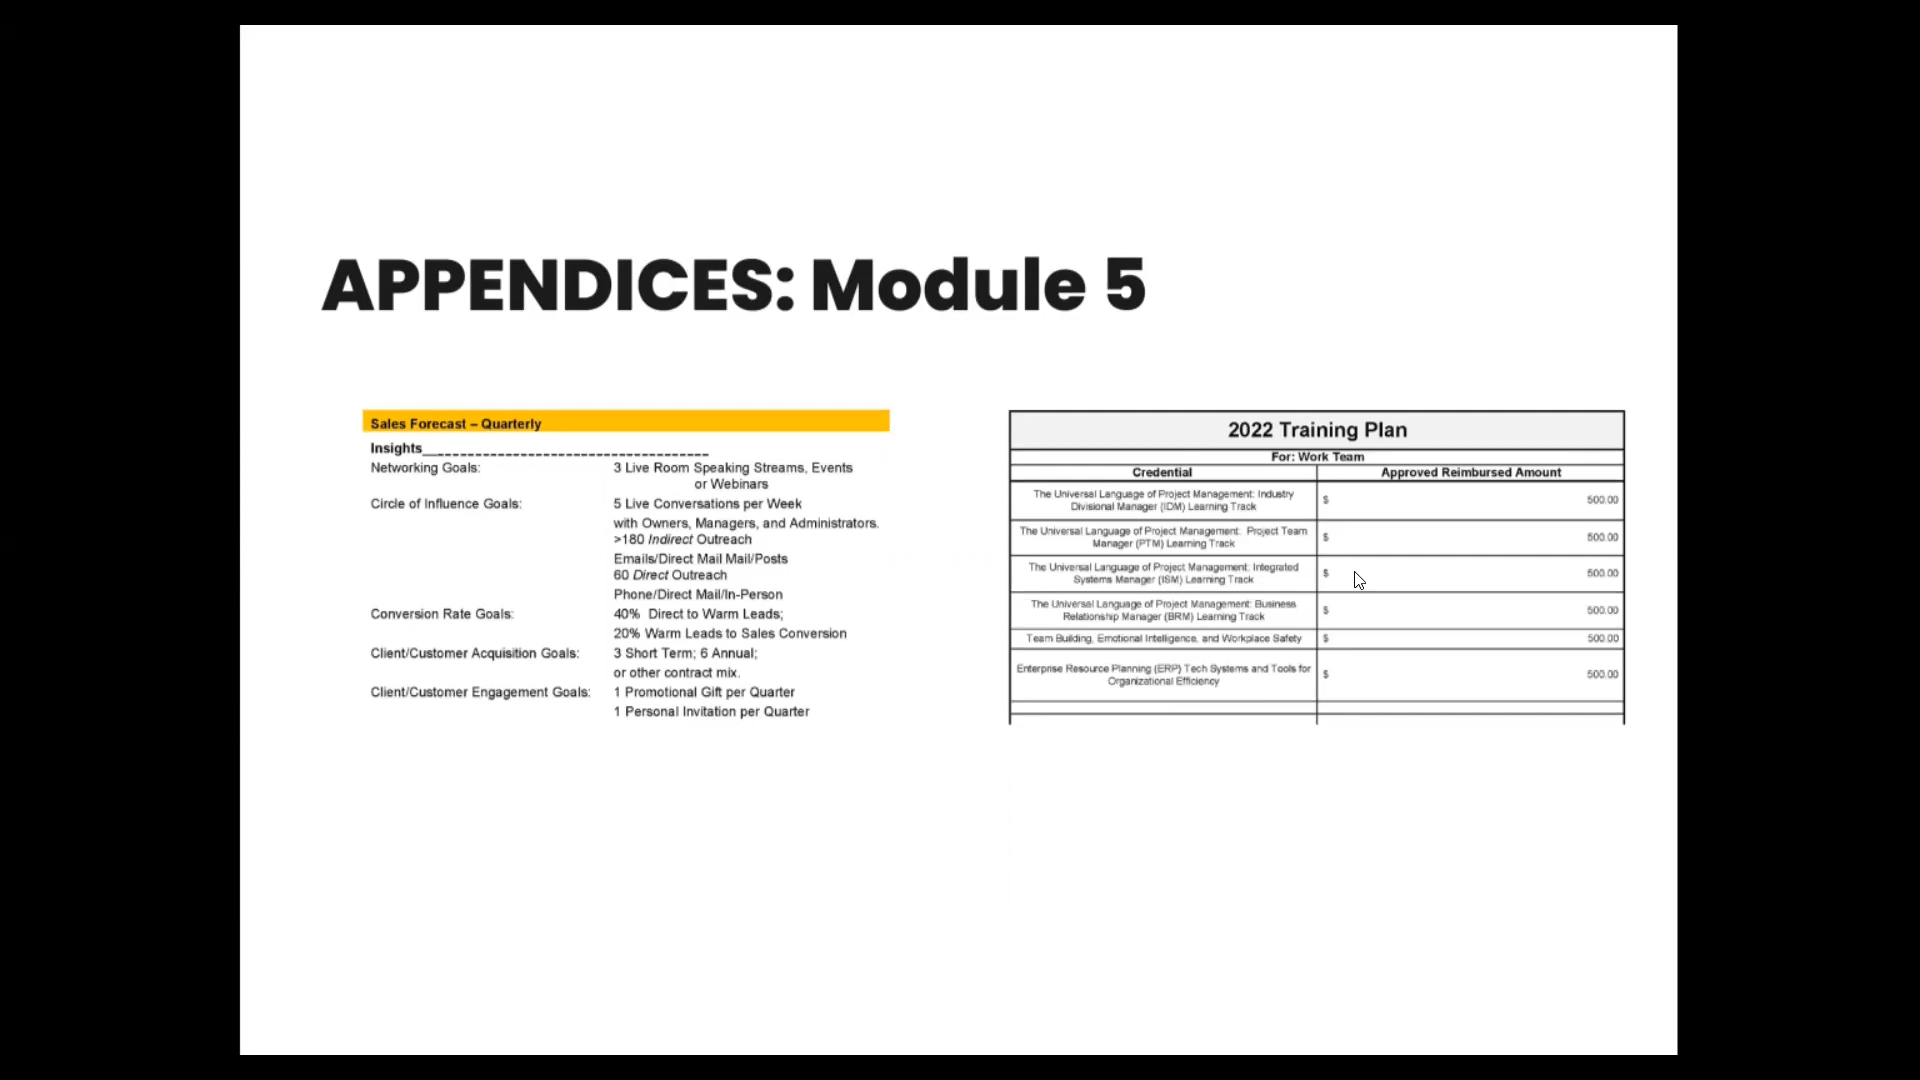 APPENDICES: Module 5
Sales Forecast – Quarterly
Insights
Networking Goals: 3 Live Room Speaking Streams, Events
or Webinars
Circle of Influence Goals: 5 Live Conversations per Week
with Owners, Managers, and Administrators.
>180 Indirect Outreach
Emails/Direct Mail Mail/Posts
60 Direct Outreach
Phone/Direct Mail/In-Person
Conversion Rate Goals: 40% Direct to Warm Leads;
20% Warm Leads to Sales Conversion
Client/Customer Acquisition Goals: 3 Short Term; 6 Annual;
or other contract mix.
Client/Customer Engagement Goals: 1 Promotional Gift per Quarter
1 Personal Invitation per Quarter
2022 Training Plan
For: Work Team
Credential Approved Reimbursed Amount
The Universal Language of Project Management: Industry
Divisional Manager (IDM) Learning Track
$ 500.00
The Universal Language of Project Management: Project Team
Manager (PTM) Learning Track
$ 500.00
The Universal Language of Project Management: Integrated
Systems Manager (ISM) Learning Track
$ 500.00
The Universal Language of Project Management: Business
Relationship Manager (BRM) Learning Track
$ 500.00
Team Building, Emotional Intelligence, and Workplace Safety $ 500.00
Enterprise Resource Planning (ERP) Tech Systems and Tools for
Organizational Efficiency
$ 500.00